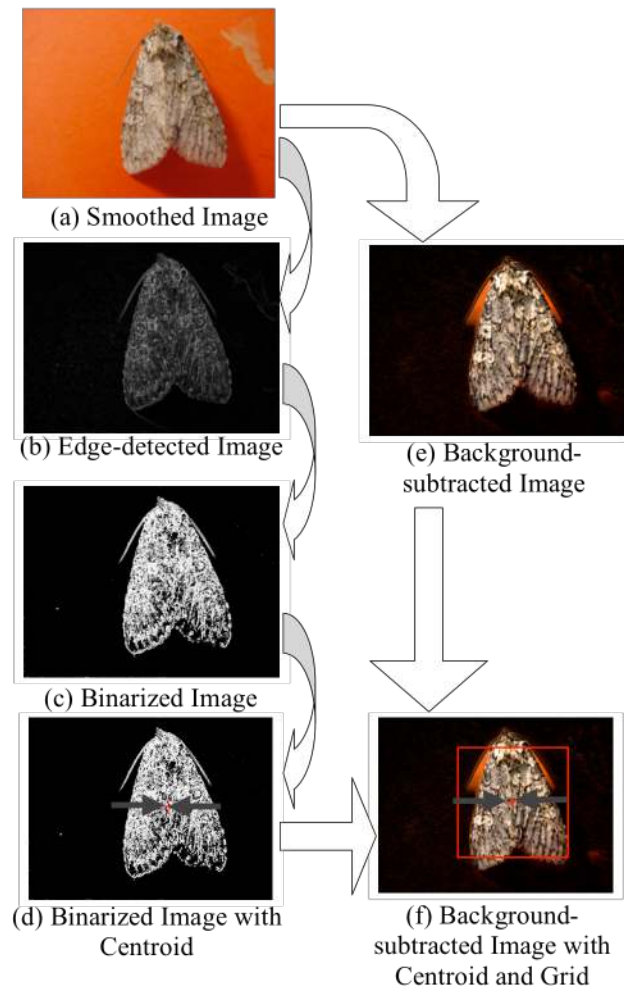 (a) Smoothed Image
(b) Edge-detected Image
(e) Background-
subtracted Image
(c) Binarized Image
(d) Binarized Image with
Centroid
(f) Background-
subtracted Image with
Centroid and Grid